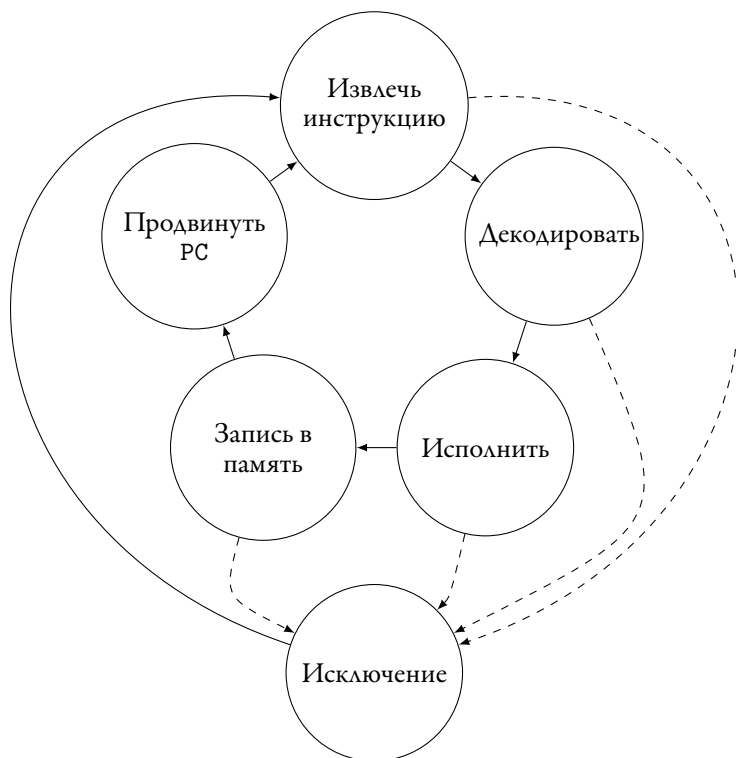 Извлечь
инструкцию
Продвинуть
PC
Декодировать
Запись в
память
Исполнить
Исключение